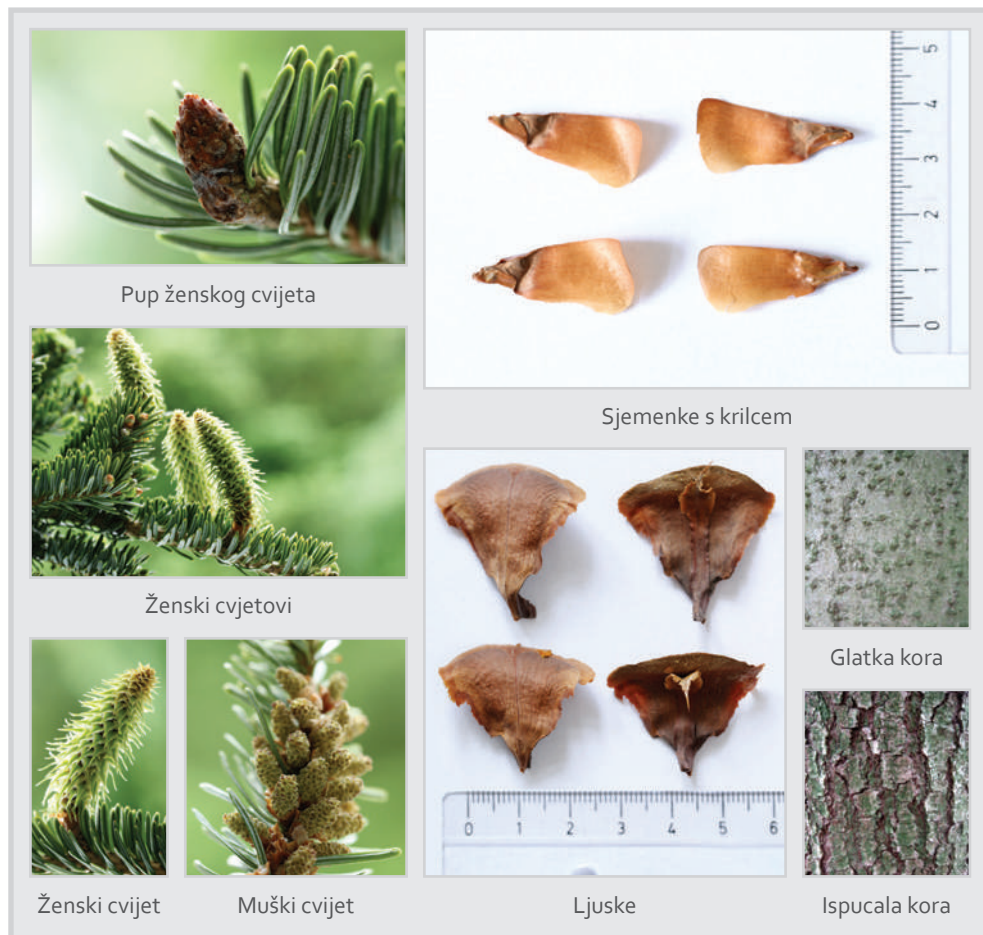 Pup ženskog cvijeta
5
4
3
2
1
0
Sjemenke s krilcem
Ženski cvjetovi
Glatka kora
0 1 2 3 4 5 6
Ženski cvijet
Muški cvijet
Ljuske
Ispucala kora